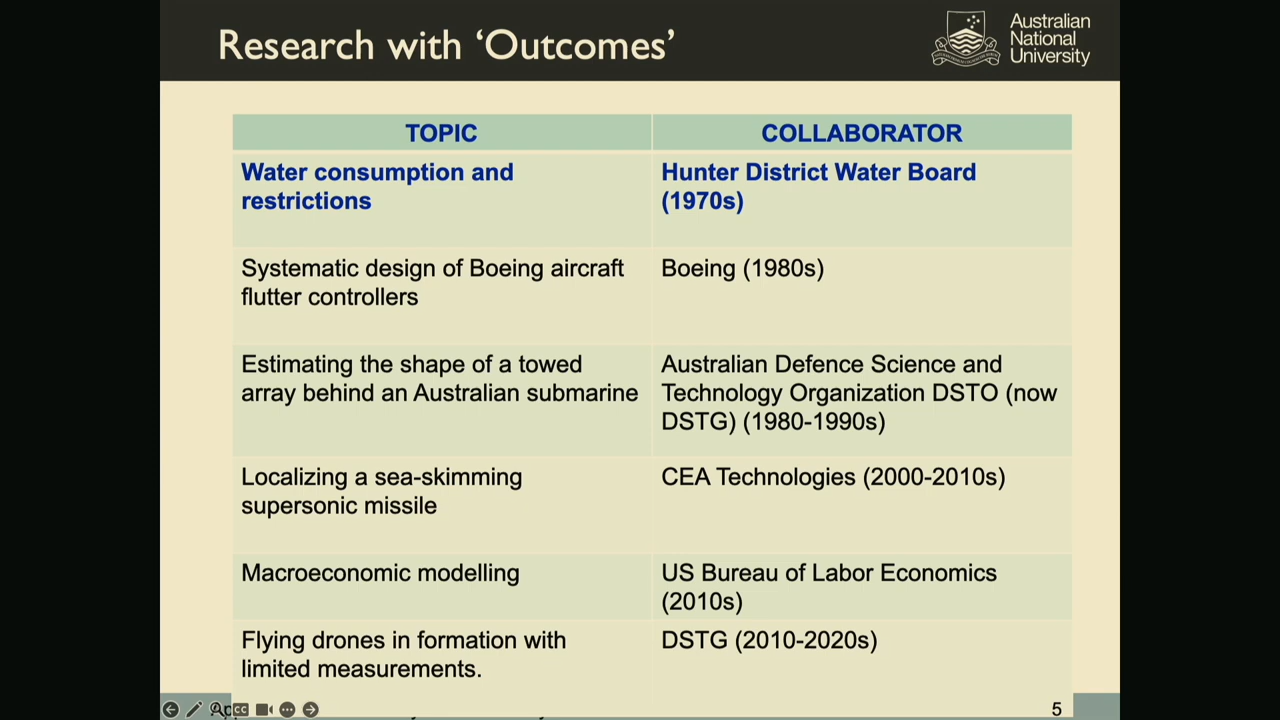 Research with ‘Outcomes’
Australian
National
University
TOPIC
COLLABORATOR
Water consumption and
restrictions
Hunter District Water Board
(1970s)
Systematic design of Boeing aircraft
flutter controllers
Boeing (1980s)
Estimating the shape of a towed
array behind an Australian submarine
Australian Defence Science and
Technology Organization DSTO (now
DSTG) (1980-1990s)
Localizing a sea-skimming
supersonic missile
CEA Technologies (2000-2010s)
Macroeconomic modelling
US Bureau of Labor Economics
(2010s)
Flying drones in formation with
limited measurements.
DSTG (2010-2020s)
CC
5